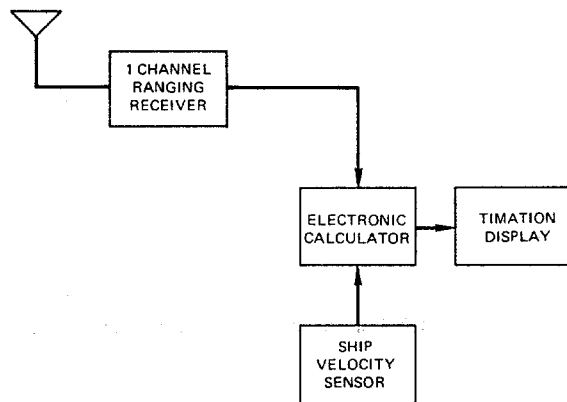 1 CHANNEL
RANGING
RECEIVER
ELECTRONIC
CALCULATOR
TIMATION
DISPLAY
SHIP
VELOCITY
SENSOR